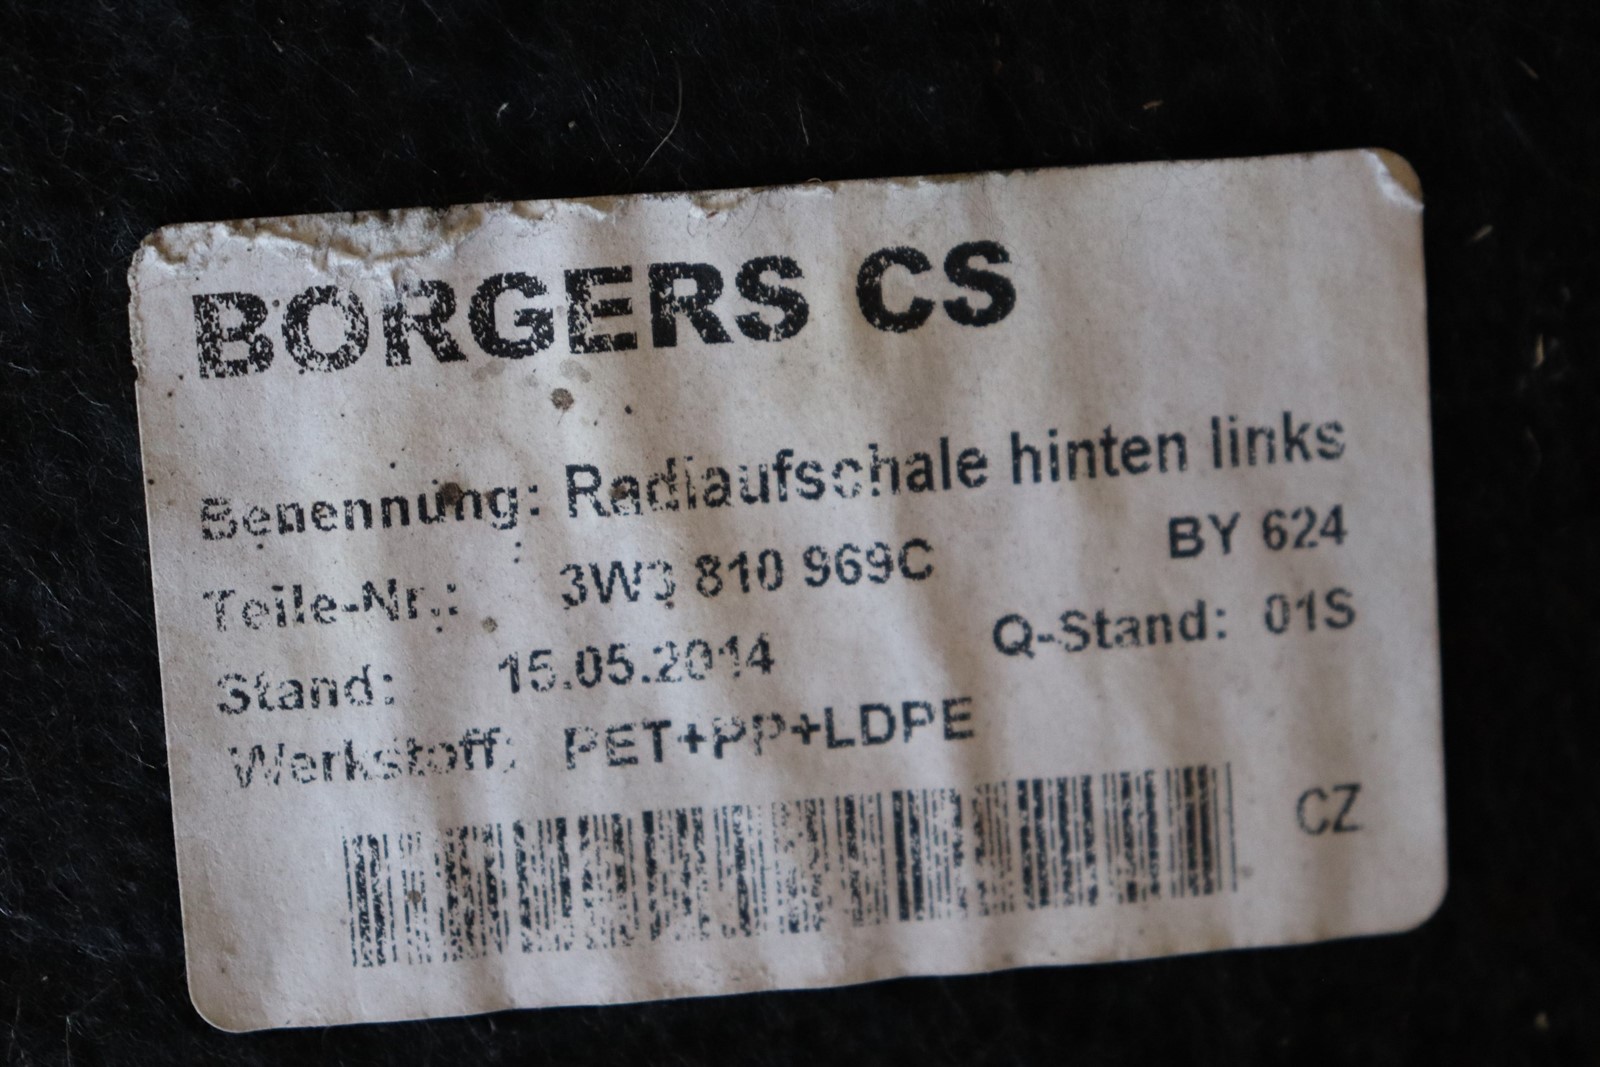 BORGERS CS
Benennung: Radlaufschale hinten links
Teile-Nr.: 3W3 810 969C BY 624
Stand: 15.05.2014 Q-Stand: 01S
Werkstoff: PET+PP+LDPE
CZ